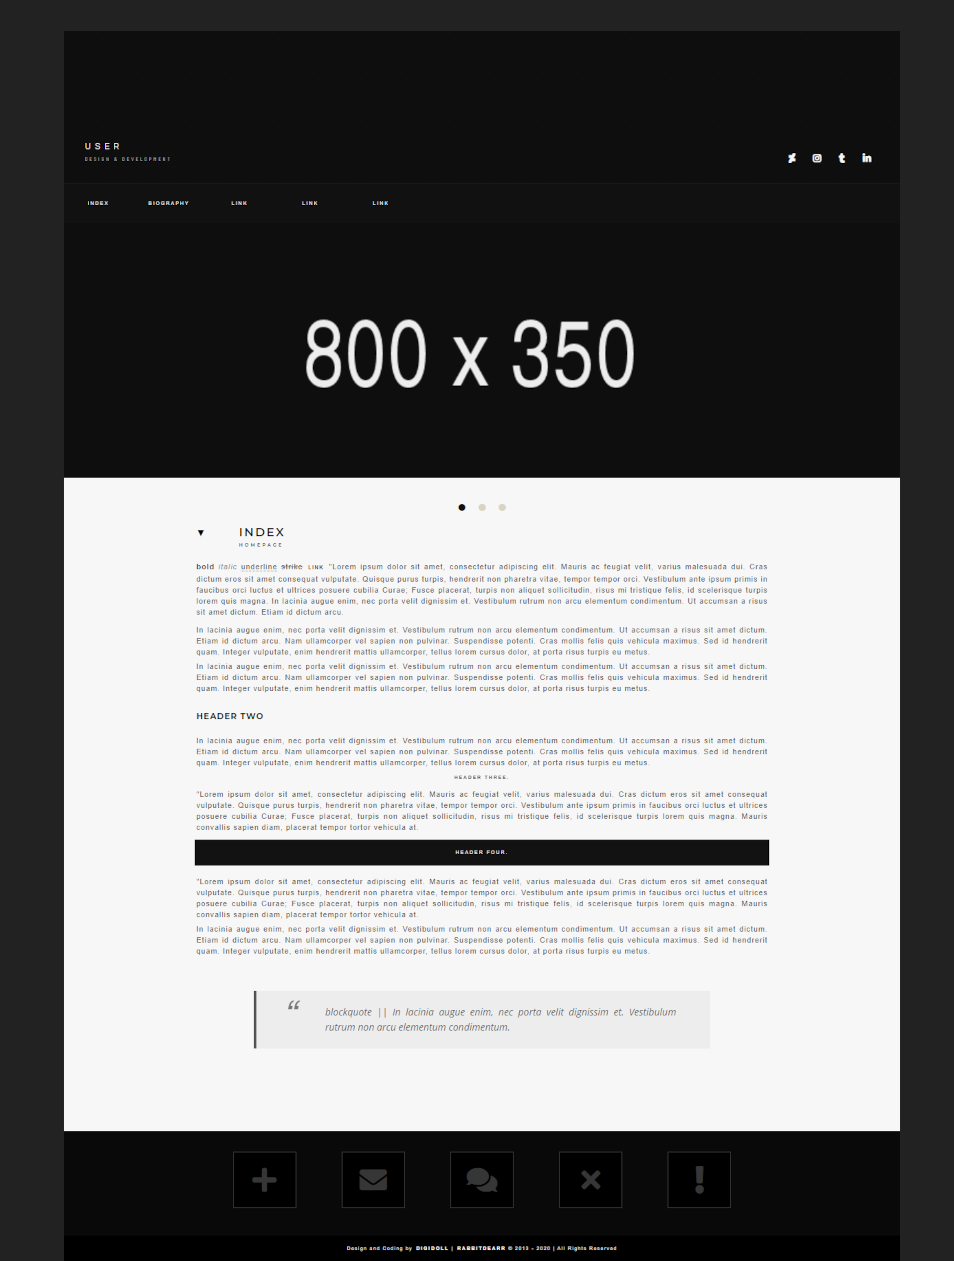 USER
DESIGN & DEVELOPMENT
INDEX BIOGRAPHY LINK LINK LINK
800 x 350
INDEX
HOMEPAGE
bold italic underline strike LINK "Lorem ipsum dolor sit amet, consectetur adipiscing elit. Mauris ac feugiat velit, varius malesuada dui. Cras
dictum eros sit amet consequat vulputate. Quisque purus turpis, hendrerit non pharetra vitae, tempor tempor orci. Vestibulum ante ipsum primis in
faucibus orci luctus et ultrices posuere cubilia Curae; Fusce placerat, turpis non aliquet sollicitudin, risus mi tristique felis, id scelerisque turpis
lorem quis magna. In lacinia augue enim, nec porta velit dignissim et. Vestibulum rutrum non arcu elementum condimentum. Ut accumsan a risus
sit amet dictum. Etiam id dictum arcu.
In lacinia augue enim, nec porta velit dignissim et. Vestibulum rutrum non arcu elementum condimentum. Ut accumsan a risus sit amet dictum.
Etiam id dictum arcu. Nam ullamcorper vel sapien non pulvinar. Suspendisse potenti. Cras mollis felis quis vehicula maximus. Sed id hendrerit
quam. Integer vulputate, enim hendrerit mattis ullamcorper, tellus lorem cursus dolor, at porta risus turpis eu metus.
In lacinia augue enim, nec porta velit dignissim et. Vestibulum rutrum non arcu elementum condimentum. Ut accumsan a risus sit amet dictum.
Etiam id dictum arcu. Nam ullamcorper vel sapien non pulvinar. Suspendisse potenti. Cras mollis felis quis vehicula maximus. Sed id hendrerit
quam. Integer vulputate, enim hendrerit mattis ullamcorper, tellus lorem cursus dolor, at porta risus turpis eu metus.
HEADER TWO
In lacinia augue enim, nec porta velit dignissim et. Vestibulum rutrum non arcu elementum condimentum. Ut accumsan a risus sit amet dictum.
Etiam id dictum arcu. Nam ullamcorper vel sapien non pulvinar. Suspendisse potenti. Cras mollis felis quis vehicula maximus. Sed id hendrerit
quam. Integer vulputate, enim hendrerit mattis ullamcorper, tellus lorem cursus dolor, at porta risus turpis eu metus.
HEADER THREE.
"Lorem ipsum dolor sit amet, consectetur adipiscing elit. Mauris ac feugiat velit, varius malesuada dui. Cras dictum eros sit amet consequat
vulputate. Quisque purus turpis, hendrerit non pharetra vitae, tempor tempor orci. Vestibulum ante ipsum primis in faucibus orci luctus et ultrices
posuere cubilia Curae; Fusce placerat, turpis non aliquet sollicitudin, risus mi tristique felis, id scelerisque turpis lorem quis magna. Mauris
convallis sapien diam, placerat tempor tortor vehicula at.
HEADER FOUR.
"Lorem ipsum dolor sit amet, consectetur adipiscing elit. Mauris ac feugiat velit, varius malesuada dui. Cras dictum eros sit amet consequat
vulputate. Quisque purus turpis, hendrerit non pharetra vitae, tempor tempor orci. Vestibulum ante ipsum primis in faucibus orci luctus et ultrices
posuere cubilia Curae; Fusce placerat, turpis non aliquet sollicitudin, risus mi tristique felis, id scelerisque turpis lorem quis magna. Mauris
convallis sapien diam, placerat tempor tortor vehicula at.
In lacinia augue enim, nec porta velit dignissim et. Vestibulum rutrum non arcu elementum condimentum. Ut accumsan a risus sit amet dictum.
Etiam id dictum arcu. Nam ullamcorper vel sapien non pulvinar. Suspendisse potenti. Cras mollis felis quis vehicula maximus. Sed id hendrerit
quam. Integer vulputate, enim hendrerit mattis ullamcorper, tellus lorem cursus dolor, at porta risus turpis eu metus.
“ blockquote || In lacinia augue enim, nec porta velit dignissim et. Vestibulum
rutrum non arcu elementum condimentum.
Design and Coding by DIGIDOLL | RABBITDEARR © 2013 - 2020 | All Rights Reserved